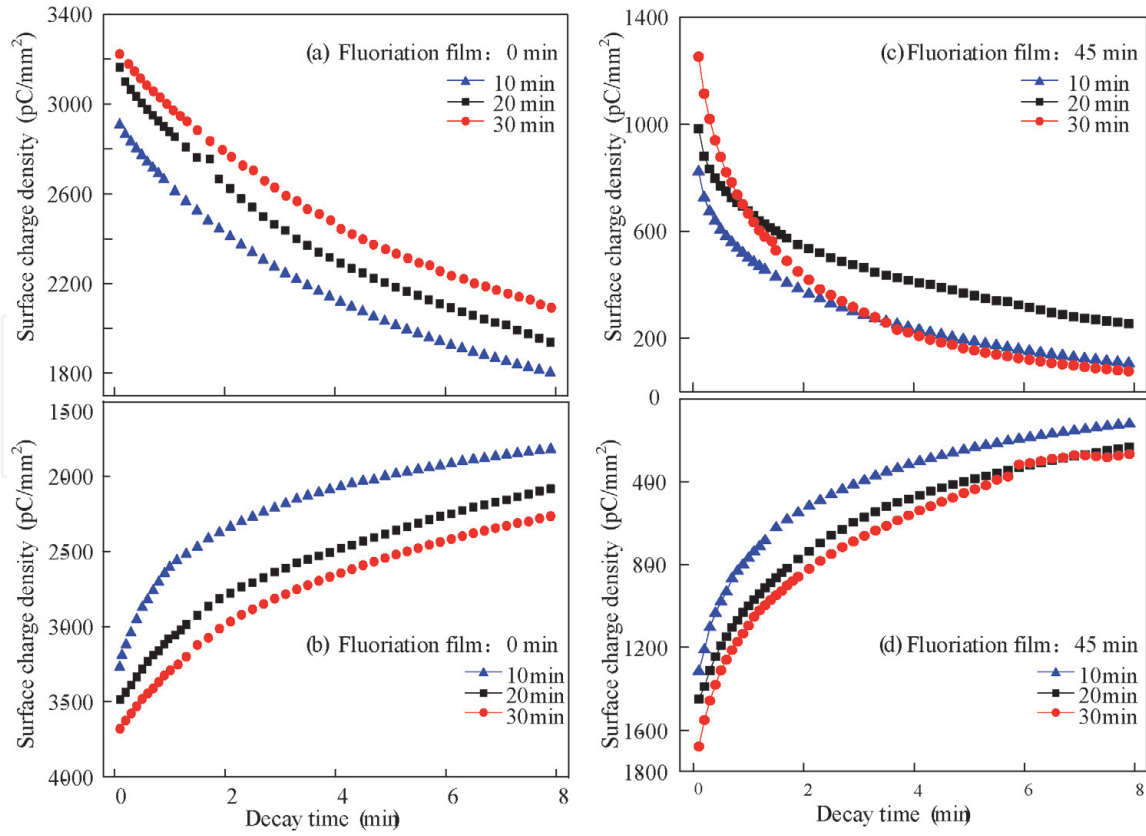 Surface charge density (pC/mm²)
3400
3000
2600
2200
1800
(a) Fluoriation film: 0 min
10 min
20 min
30 min
Surface charge density (pC/mm²)
1500
2000
2500
3000
3500
4000
(b) Fluoriation film: 0 min
10min
20min
30min
0 2 4 6 8
Decay time (min)
Surface charge density (pC/mm²)
1400
1000
600
200
0
(c) Fluoriation film: 45 min
10 min
20 min
30 min
Surface charge density (pC/mm²)
400
890
1200
1600
1800
(d) Fluoriation film: 45 min
10min
20min
30min
0 2 4 6 8
Decay time (min)